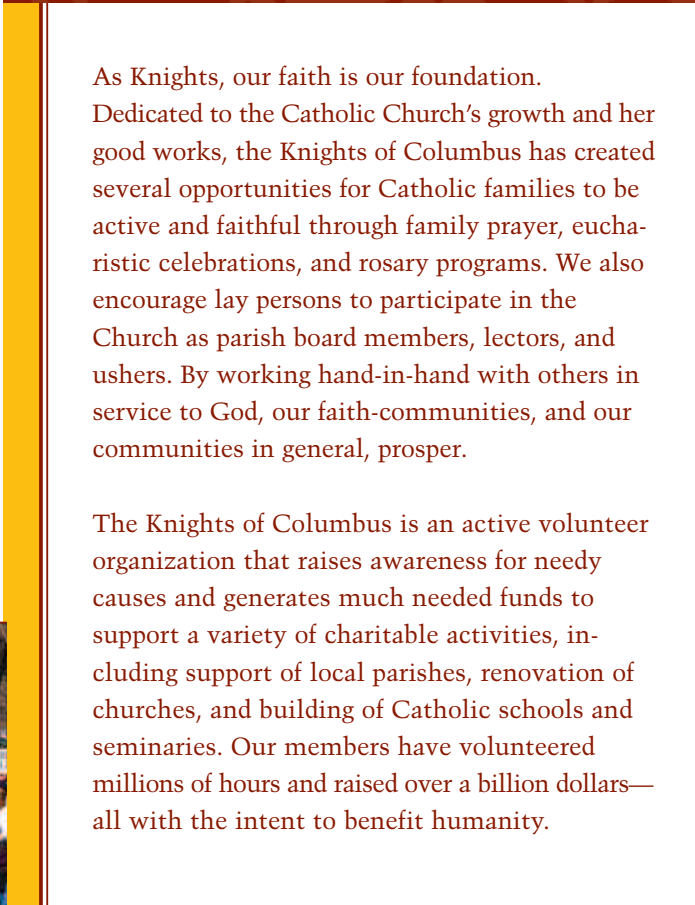 As Knights, our faith is our foundation.
Dedicated to the Catholic Church’s growth and her
good works, the Knights of Columbus has created
several opportunities for Catholic families to be
active and faithful through family prayer, eucha-
ristic celebrations, and rosary programs. We also
encourage lay persons to participate in the
Church as parish board members, lectors, and
ushers. By working hand-in-hand with others in
service to God, our faith-communities, and our
communities in general, prosper.
The Knights of Columbus is an active volunteer
organization that raises awareness for needy
causes and generates much needed funds to
support a variety of charitable activities, in-
cluding support of local parishes, renovation of
churches, and building of Catholic schools and
seminaries. Our members have volunteered
millions of hours and raised over a billion dollars—
all with the intent to benefit humanity.